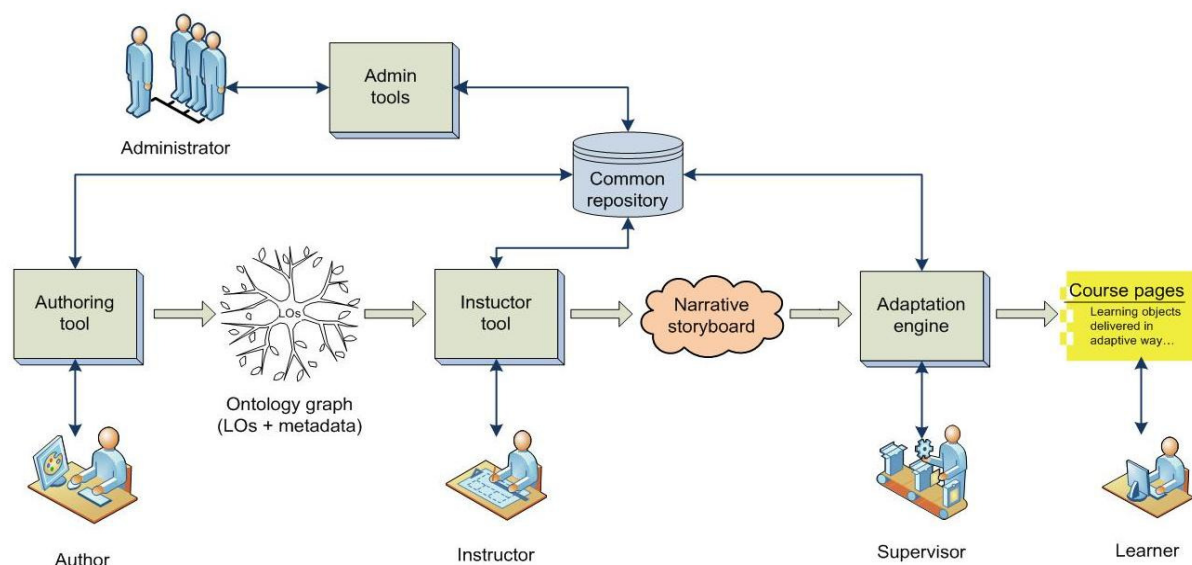 Admin
tools
Administrator
Common
repository
Authoring
tool
LOs
Instuctor
tool
Narrative
storyboard
Adaptation
engine
Course pages
Learning objects
delivered in
adaptive way...
Ontology graph
(LOs + metadata)
Author
Instructor
Supervisor
Learner